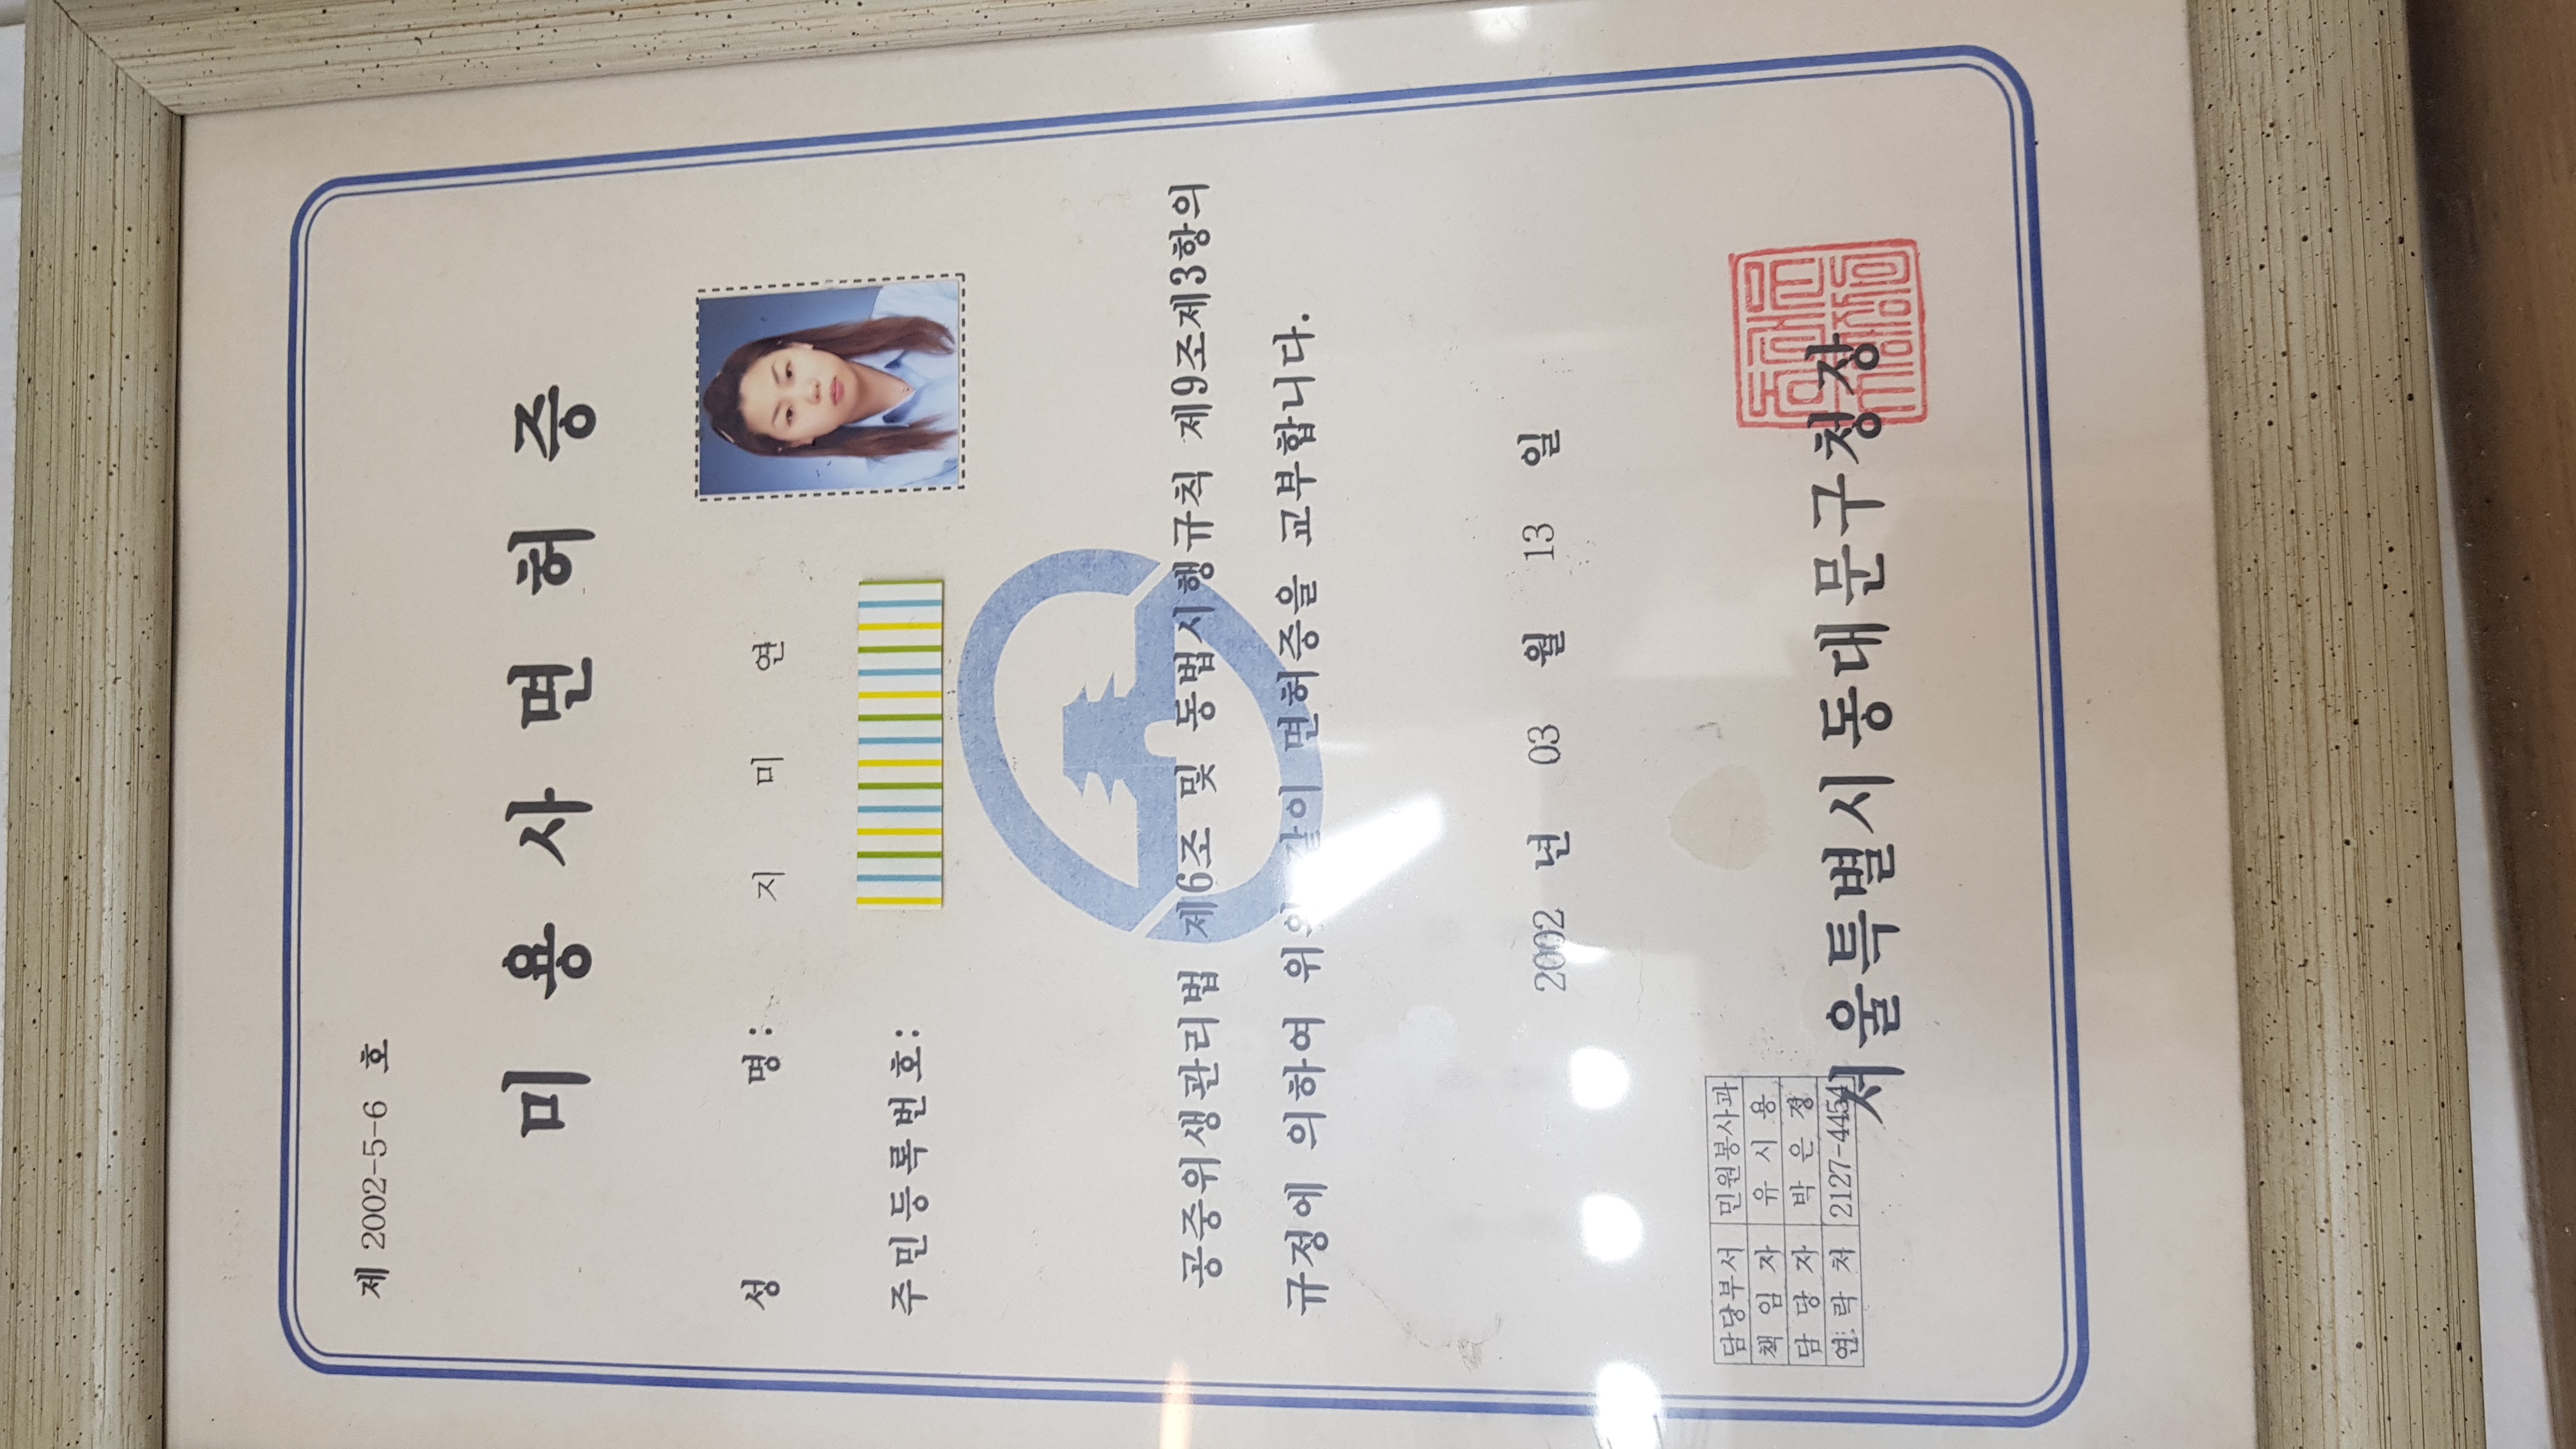 제 2002-5-6 호
미 용 사 면 허 증
성 명: 지 미 연
주민등록번호:
공중위생관리법 제6조 및 동법시행규칙 제9조제3항의
규정에 의하여 위와 같이 면허증을 교부합니다.
2002 년 03 월 13 일
담당부서 민원봉사과
책 임 자 유 시 용
담 당 자 박 은 정
연 락 처 2127-4454
서울특별시동대문구청장